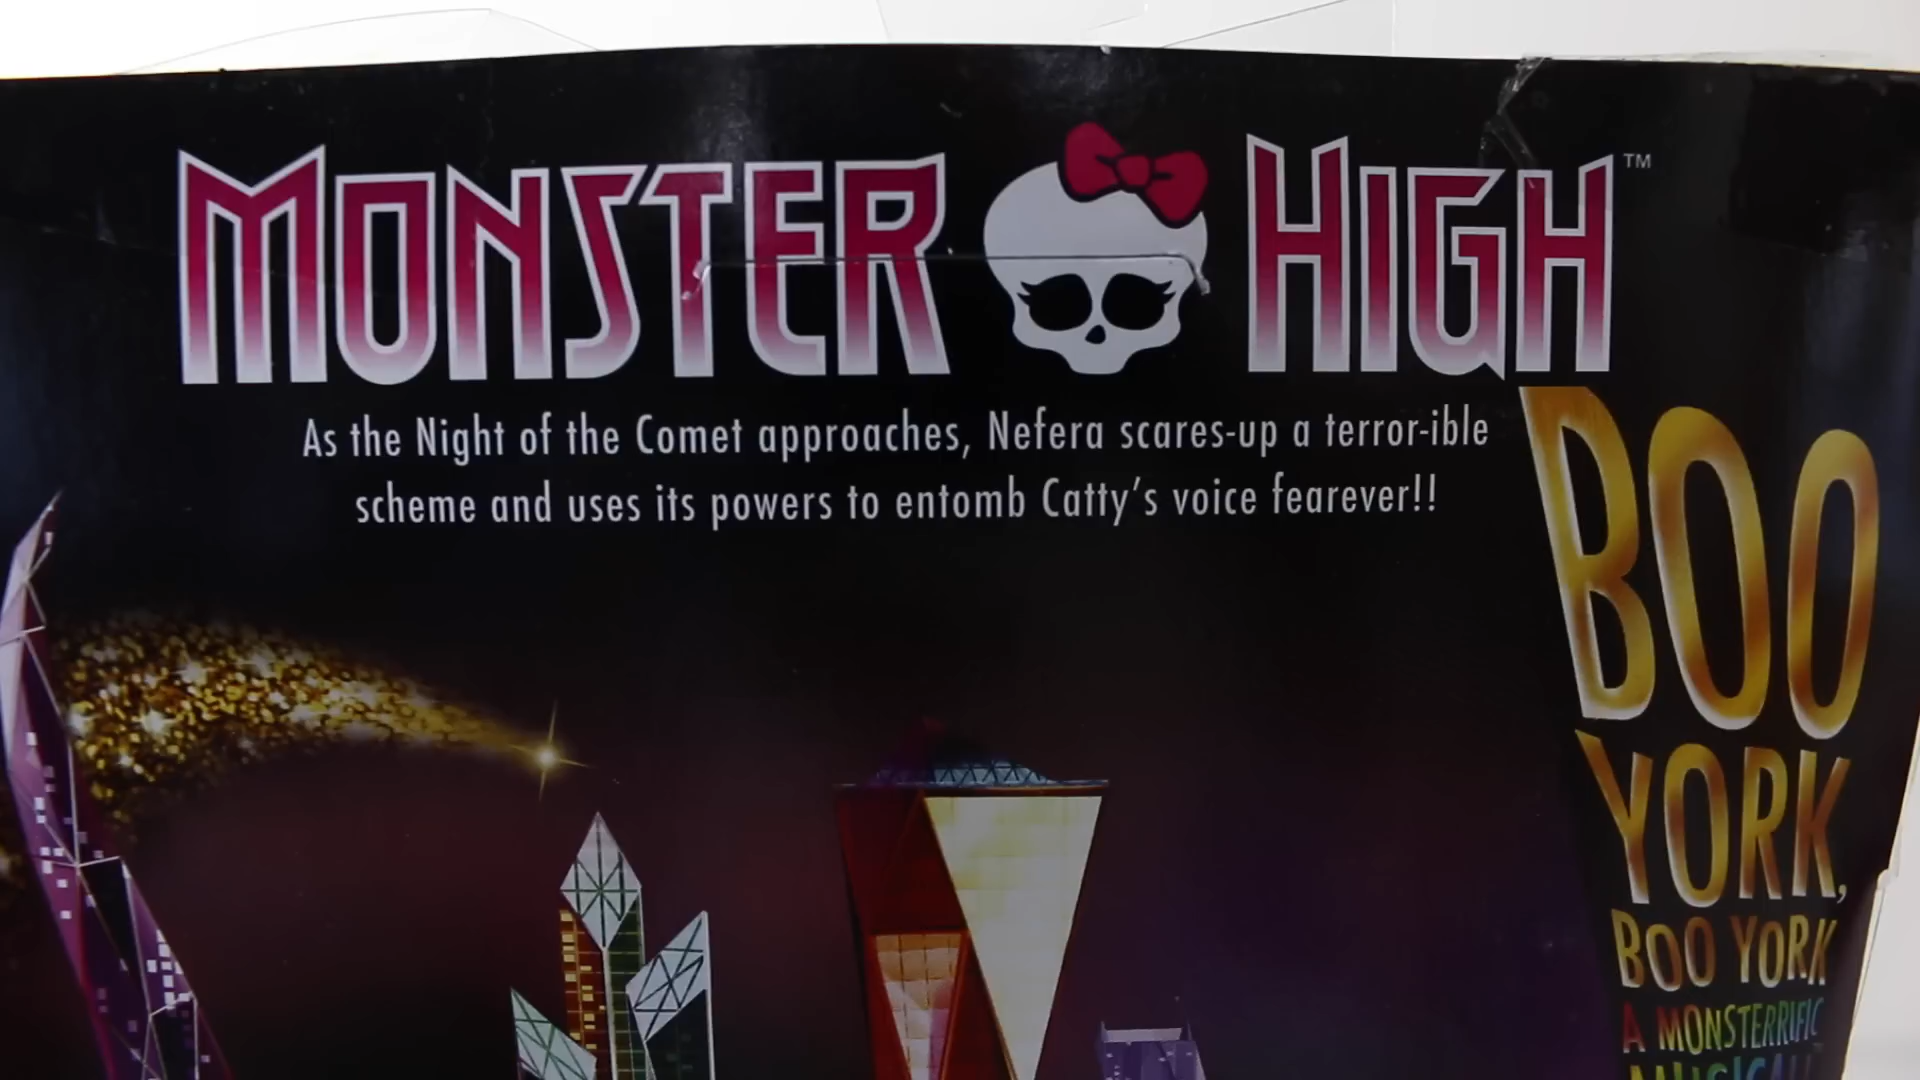 MONSTER HIGH™
As the Night of the Comet approaches, Nefera scares-up a terror-ible
scheme and uses its powers to entomb Catty's voice fearever!!
BOO
YORK,
BOO YORK
A MONSTERRIFIC
MUSICAL!